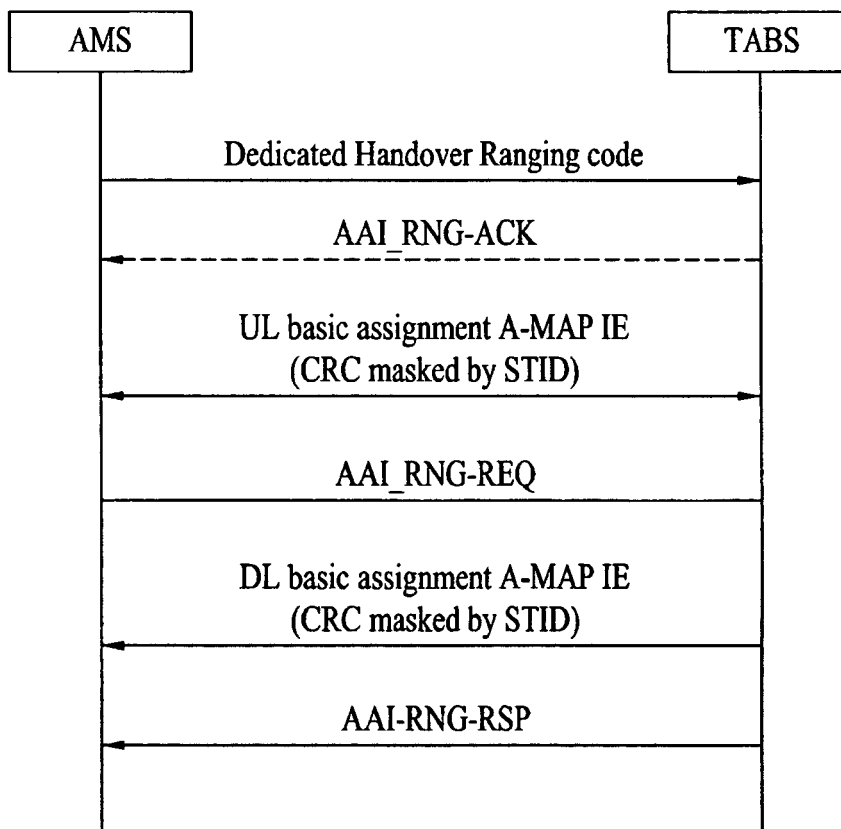 AMS
TABS
Dedicated Handover Ranging code
AAI_RNG-ACK
UL basic assignment A-MAP IE
(CRC masked by STID)
AAI_RNG-REQ
DL basic assignment A-MAP IE
(CRC masked by STID)
AAI-RNG-RSP